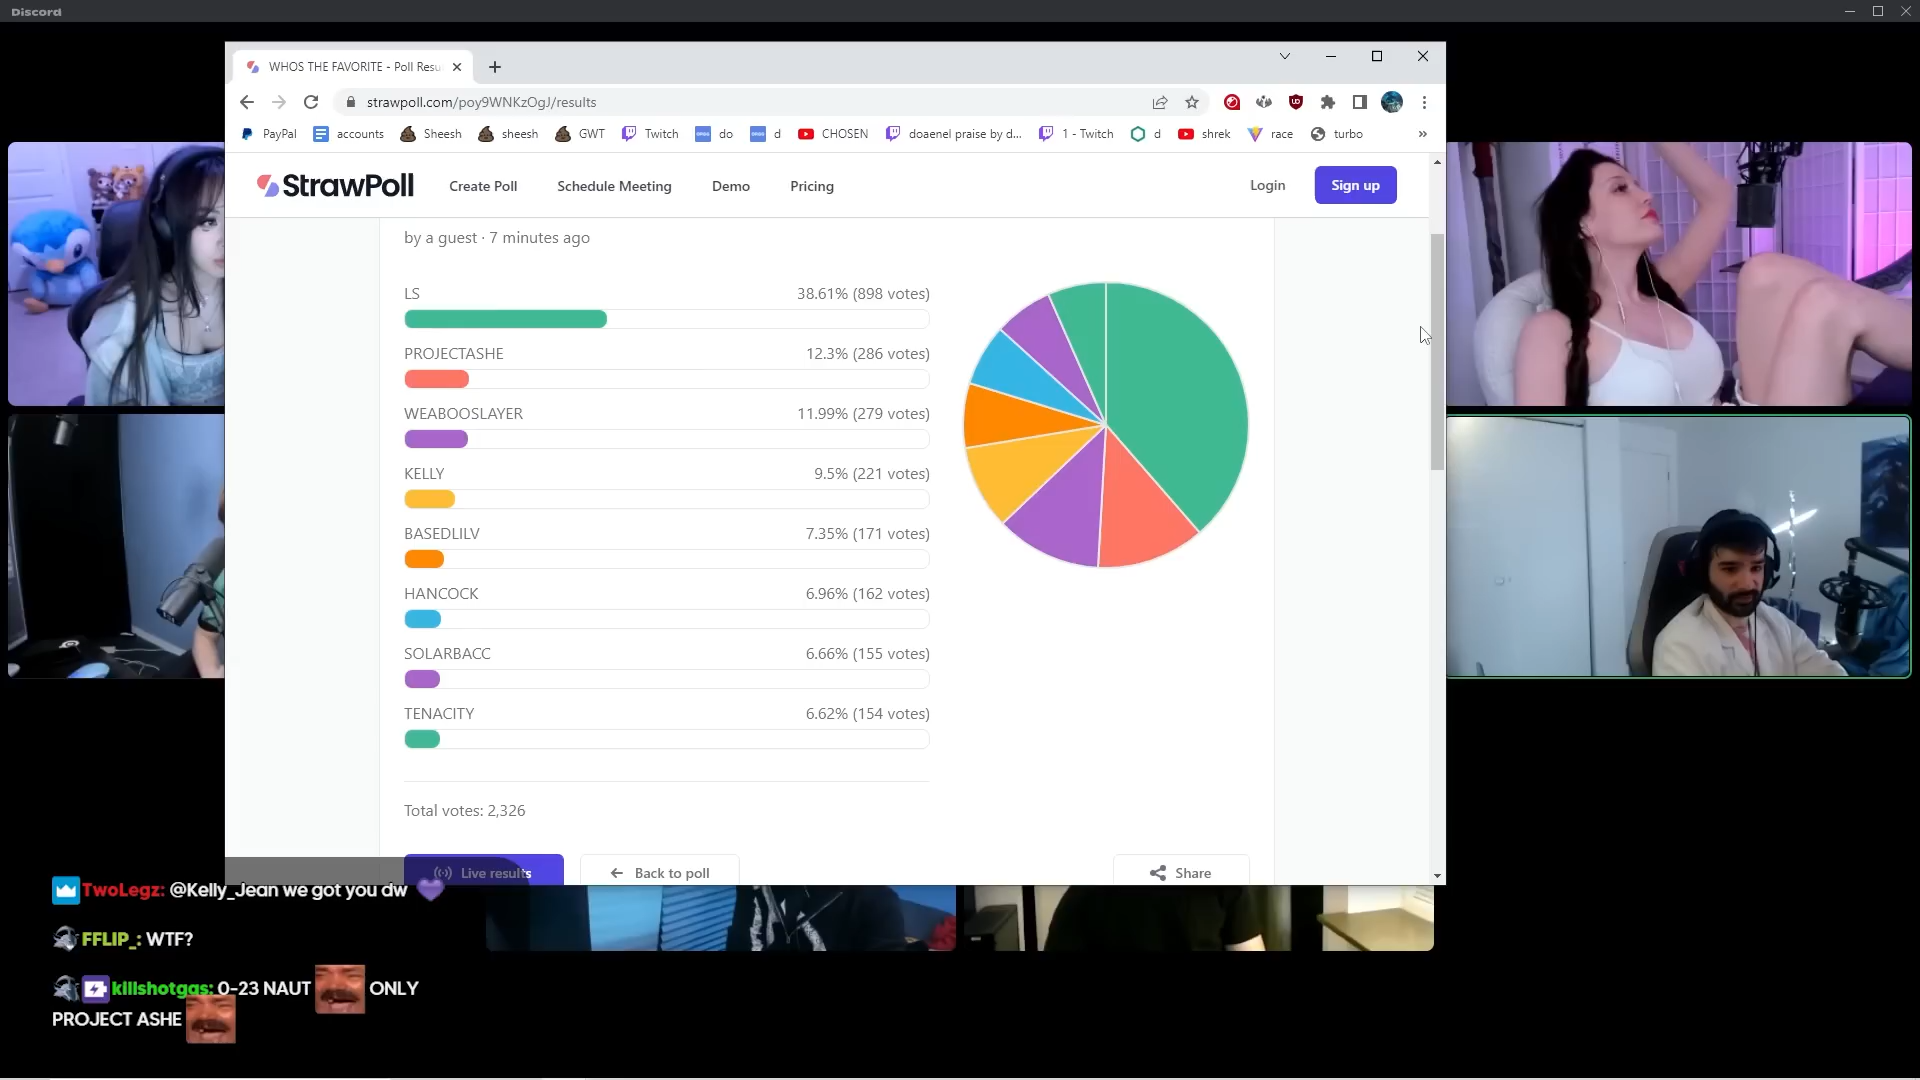 Discord
WHOS THE FAVORITE - Poll Resu
strawpoll.com/poy9WNKzOgJ/results
PayPal accounts Sheesh sheesh GWT Twitch do d CHOSEN doaenel praise by d... 1 - Twitch d shrek race turbo »
StrawPoll Create Poll Schedule Meeting Demo Pricing Login Sign up
by a guest · 7 minutes ago
LS 38.61% (898 votes)
PROJECTASHE 12.3% (286 votes)
WEABOOSLAYER 11.99% (279 votes)
KELLY 9.5% (221 votes)
BASEDLILV 7.35% (171 votes)
HANCOCK 6.96% (162 votes)
SOLARBACC 6.66% (155 votes)
TENACITY 6.62% (154 votes)
Total votes: 2,326
Live results Back to poll Share
TwoLegz: @Kelly_Jean we got you dw
FFLIP_: WTF?
killshotgas: 0-23 NAUT ONLY
PROJECT ASHE